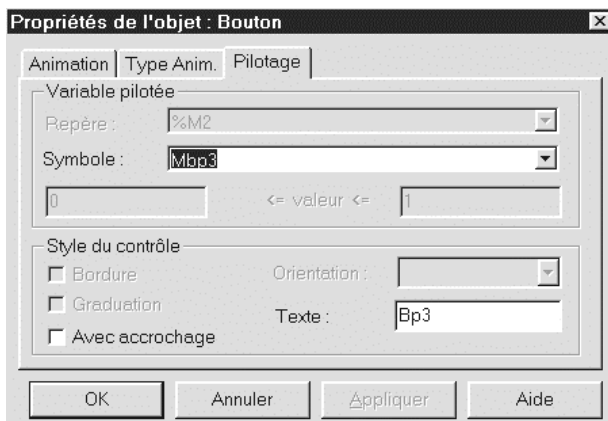 Propriétés de l'objet : Bouton
Animation Type Anim. Pilotage
Variable pilotée
Repère : %M2
Symbole : Mbp3
0 <= valeur <= 1
Style du contrôle
Bordure Orientation :
Graduation
Texte : Bp3
Avec accrochage
OK Annuler Appliquer Aide